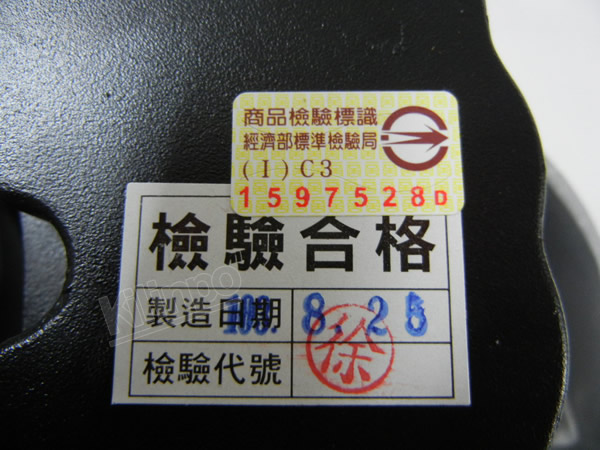 商品檢驗標識
經濟部標準檢驗局
(I) C3
1597528D
檢驗合格
製造日期 100. 8. 25
檢驗代號
徐